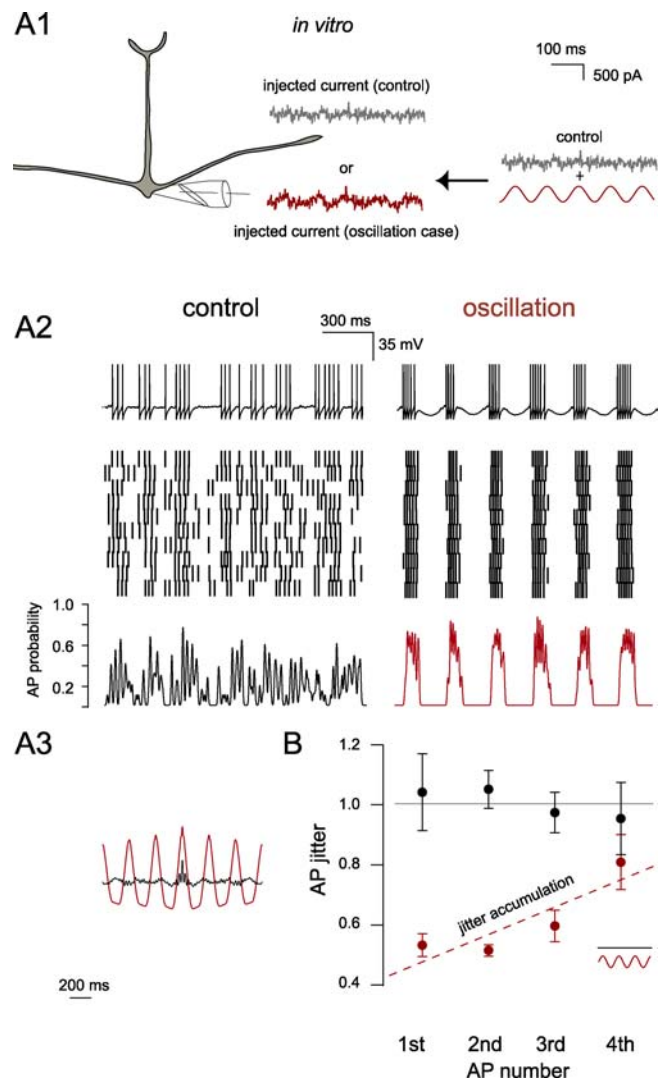 A1
in vitro
100 ms
500 pA
injected current (control)
control
+
or
injected current (oscillation case)
A2
control
oscillation
300 ms
35 mV
AP probability
1.0
0.6
0.2
A3
200 ms
B
AP jitter
1.2
1.0
0.8
0.6
0.4
jitter accumulation
1st 2nd 3rd 4th
AP number